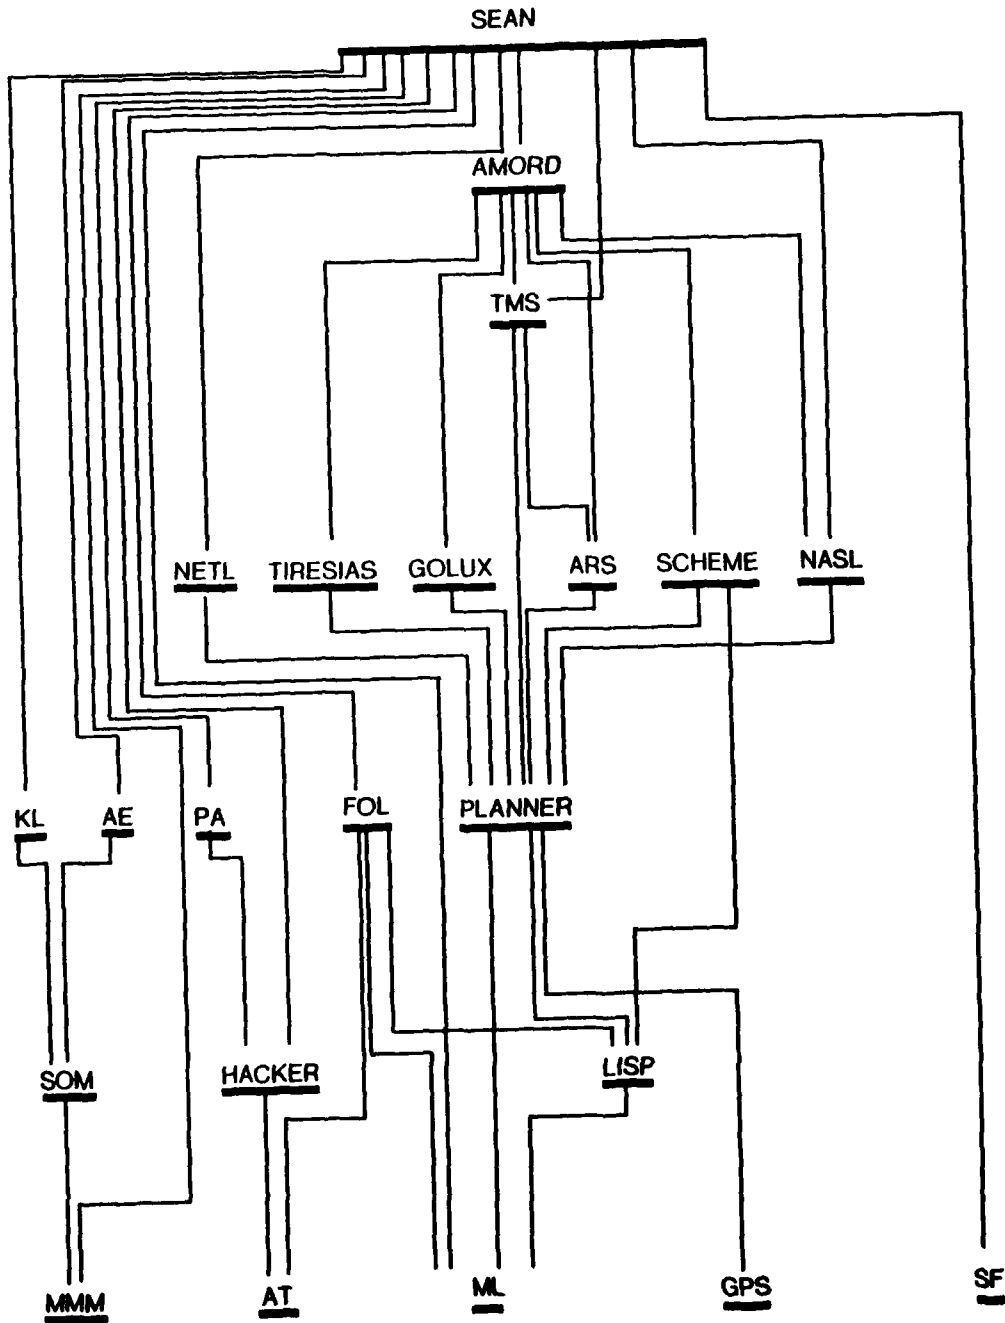 SEAN
AMORD
TMS
NETL TIRESIAS GOLUX ARS SCHEME NASL
KL AE PA FOL PLANNER
SOM HACKER LISP
MMM AT ML GPS SF